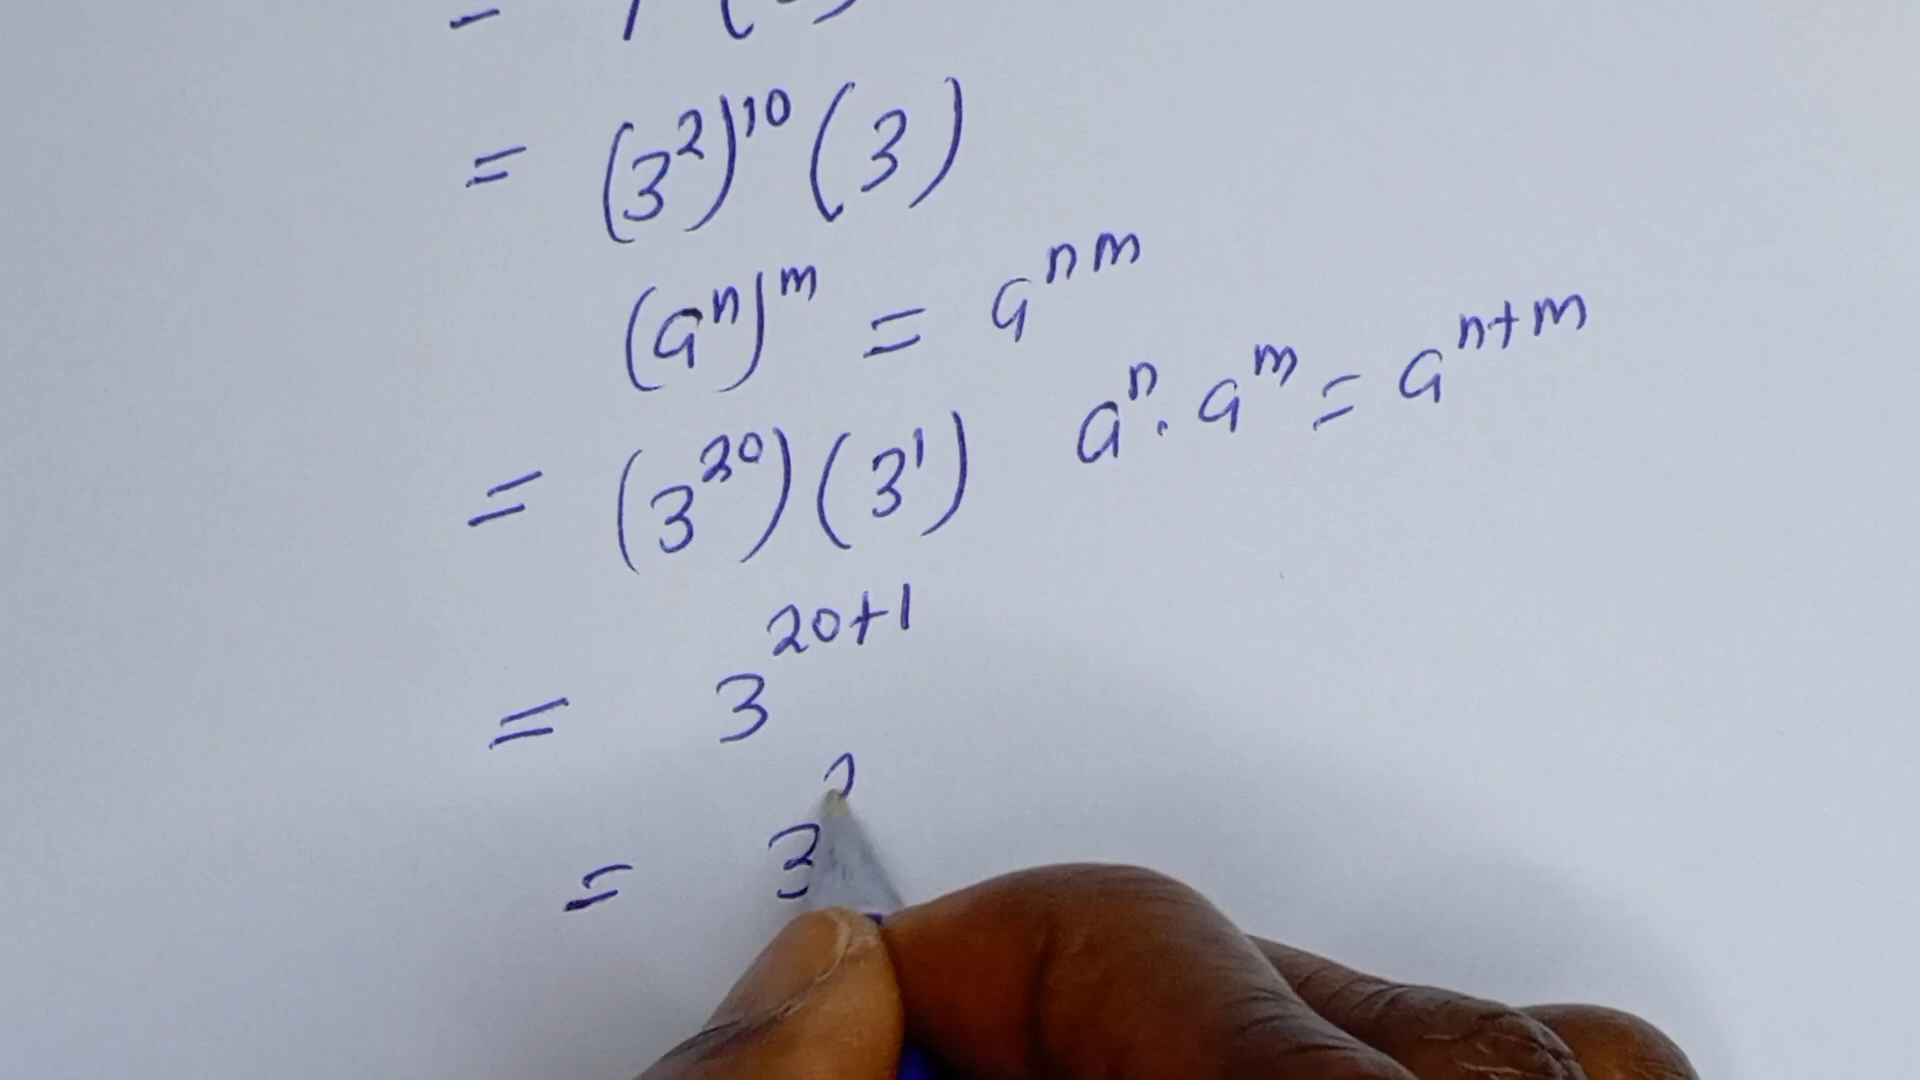 = (3²)¹⁰ (3)
(aⁿ)ᵐ = aⁿᵐ
aⁿ · aᵐ = aⁿ⁺ᵐ
= (3²⁰) (3¹)
= 3²⁰⁺¹
= 3